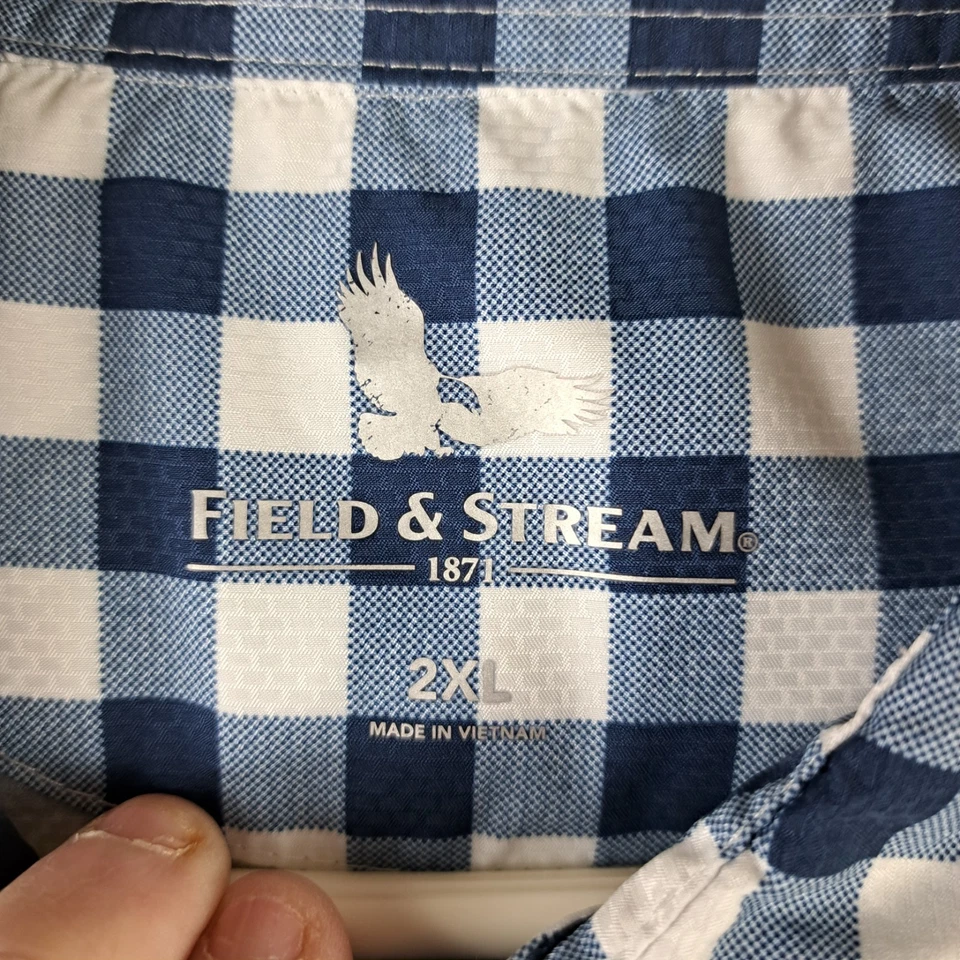 FIELD & STREAM®
1871
2XL
MADE IN VIETNAM